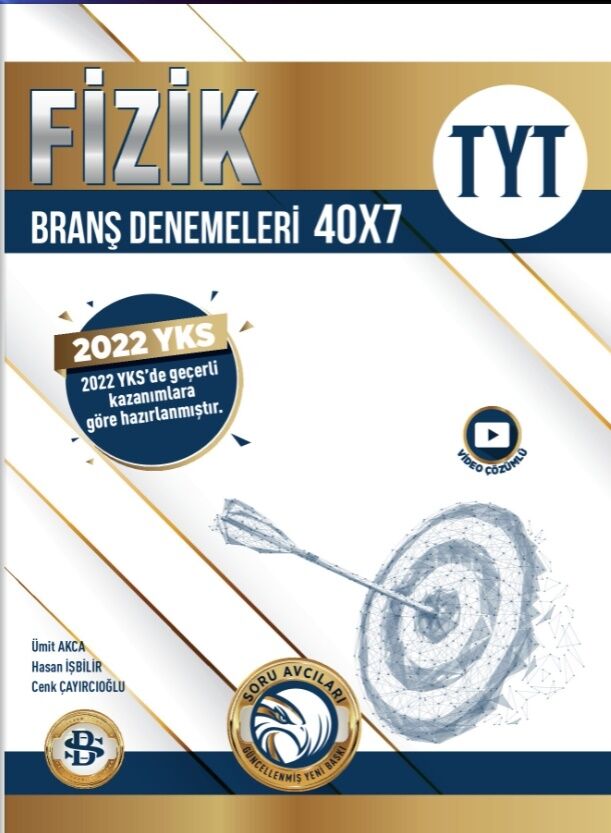 FİZİK
TYT
BRANŞ DENEMELERİ 40X7
2022 YKS
2022 YKS'de geçerli
kazanımlara
göre hazırlanmıştır.
VİDEO ÇÖZÜMLÜ
Ümit AKCA
Hasan İŞBİLİR
Cenk ÇAYIRCIOĞLU
SORU AVCILARI
GÜNCELLENMİŞ YENİ BASKI
BS